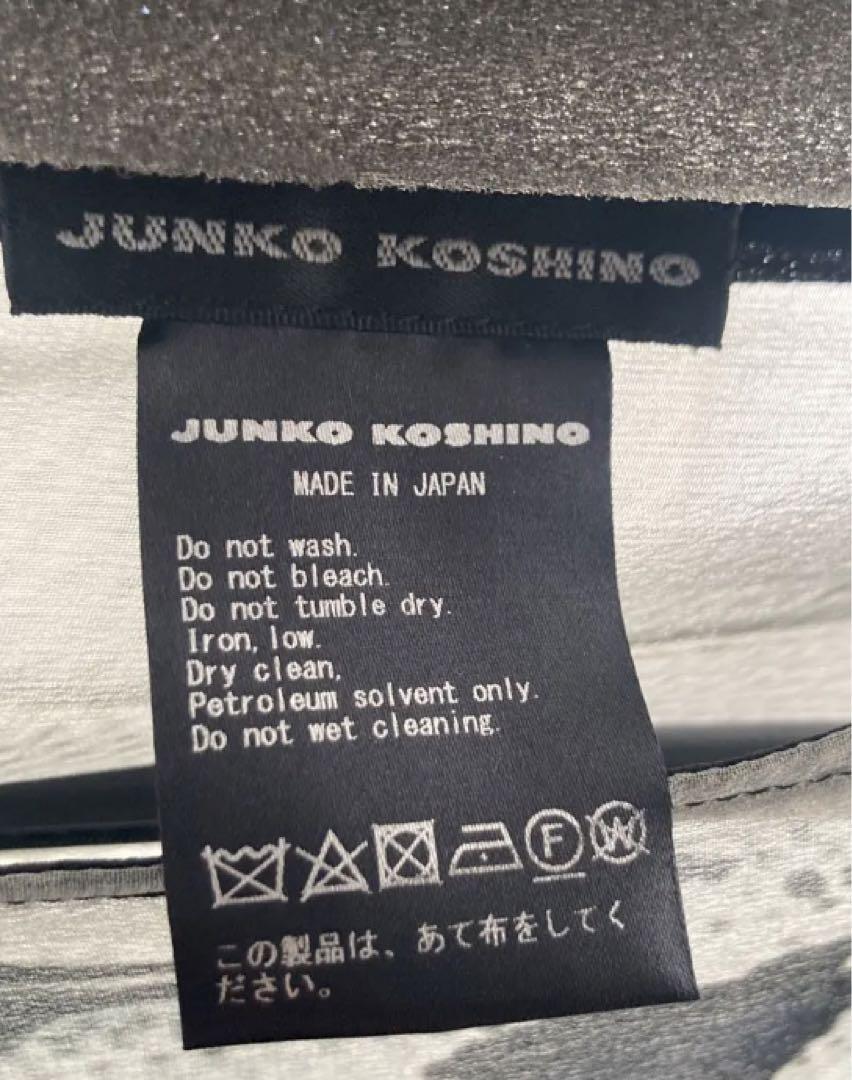 JUNKO KOSHINO
JUNKO KOSHINO
MADE IN JAPAN
Do not wash.
Do not bleach.
Do not tumble dry.
Iron, low.
Dry clean,
Petroleum solvent only.
Do not wet cleaning.
F W
この製品は、あて布をしてく
ださい。